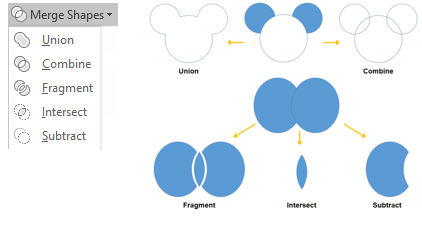 Merge Shapes
Union
Combine
Fragment
Intersect
Subtract
Union
Combine
Fragment
Intersect
Subtract